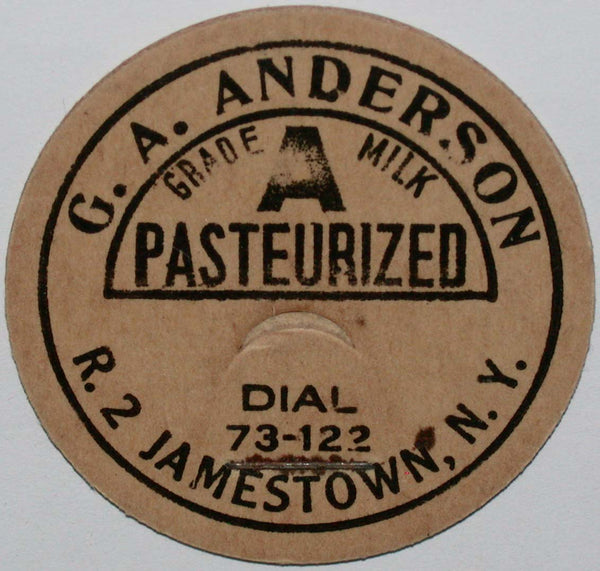 G. A. ANDERSON
GRADE A MILK
PASTEURIZED
DIAL
73-122
R. 2 JAMESTOWN, N. Y.